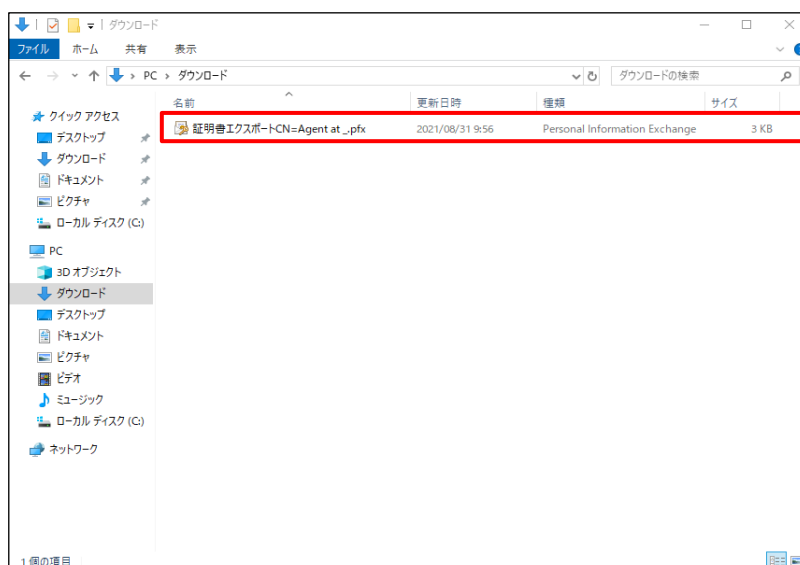 ダウンロード
ファイル ホーム 共有 表示
PC › ダウンロード ダウンロードの検索
名前 更新日時 種類 サイズ
証明書エクスポートCN=Agent at _.pfx 2021/08/31 9:56 Personal Information Exchange 3 KB
クイック アクセス
デスクトップ
ダウンロード
ドキュメント
ピクチャ
ローカル ディスク (C:)
PC
3D オブジェクト
ダウンロード
デスクトップ
ドキュメント
ピクチャ
ビデオ
ミュージック
ローカル ディスク (C:)
ネットワーク
1 個の項目